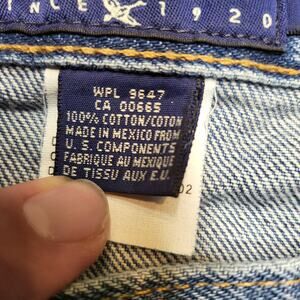 SINCE 1920
WPL 9647
CA 00665
100% COTTON/COTON
MADE IN MEXICO FROM
U.S. COMPONENTS
FABRIQUE AU MEXIQUE
DE TISSU AUX E.U.